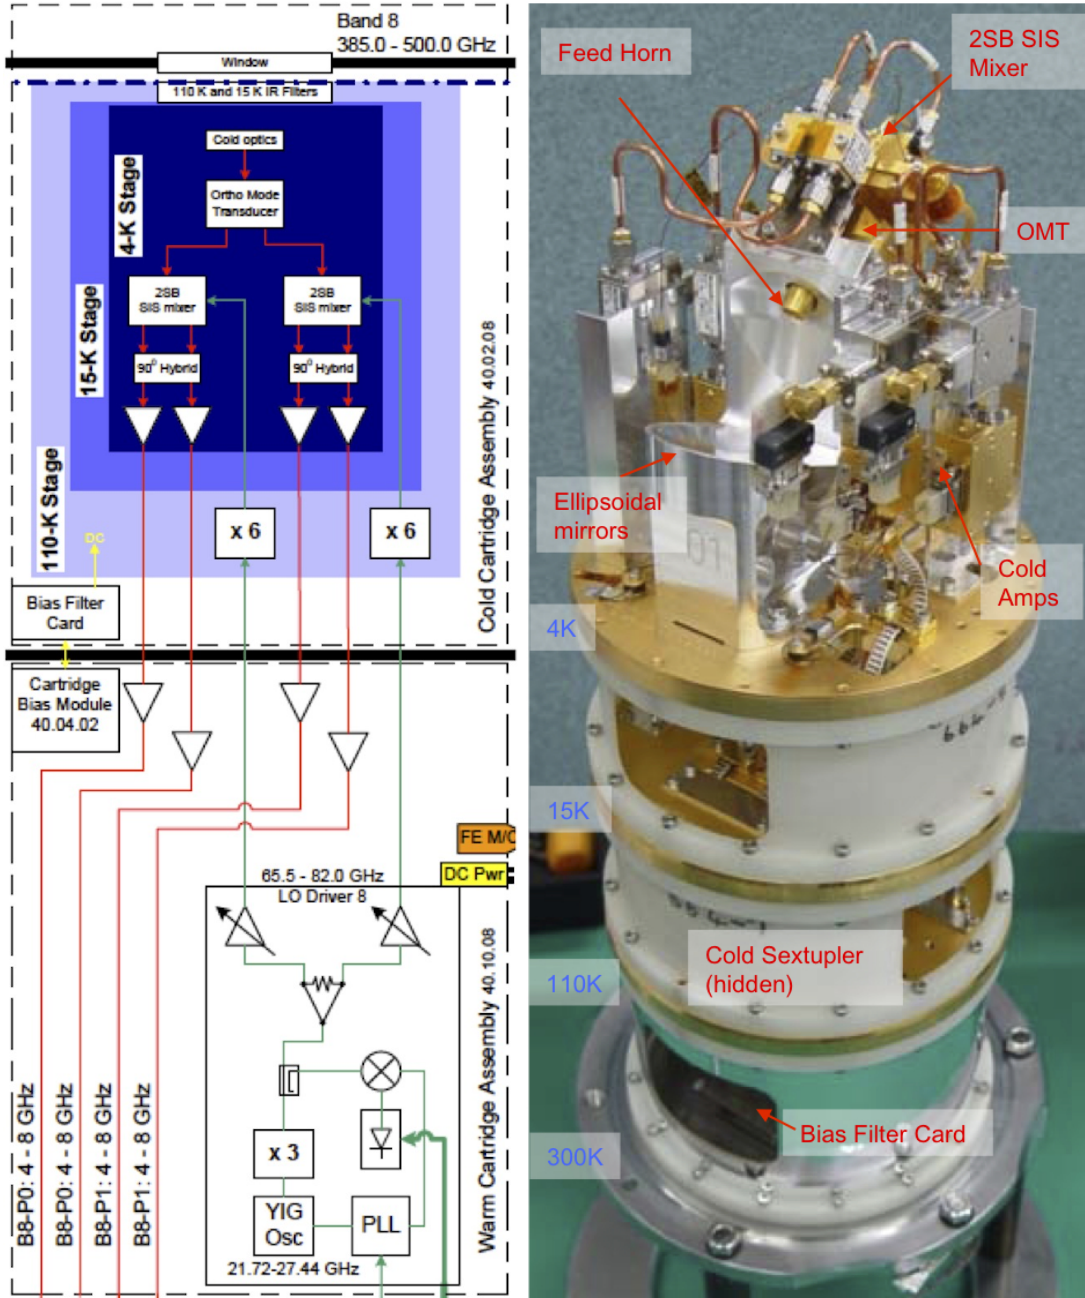 Band 8
385.0 - 500.0 GHz
Window
110 K and 15 K IR Filters
Cold optics
Ortho Mode
Transducer
4-K Stage
15-K Stage
110-K Stage
2SB
SIS mixer
2SB
SIS mixer
90⁰ Hybrid
90⁰ Hybrid
x 6
x 6
DC
Bias Filter
Card
Cold Cartridge Assembly 40.02.08
Cartridge
Bias Module
40.04.02
FE M/C
DC Pwr
65.5 - 82.0 GHz
LO Driver 8
x 3
YIG
Osc
PLL
21.72-27.44 GHz
B8-P0: 4 - 8 GHz
B8-P0: 4 - 8 GHz
B8-P1: 4 - 8 GHz
B8-P1: 4 - 8 GHz
Warm Cartridge Assembly 40.10.08
Feed Horn
2SB SIS
Mixer
OMT
Ellipsoidal
mirrors
01
Cold
Amps
4K
15K
Cold Sextupler
(hidden)
110K
Bias Filter Card
300K